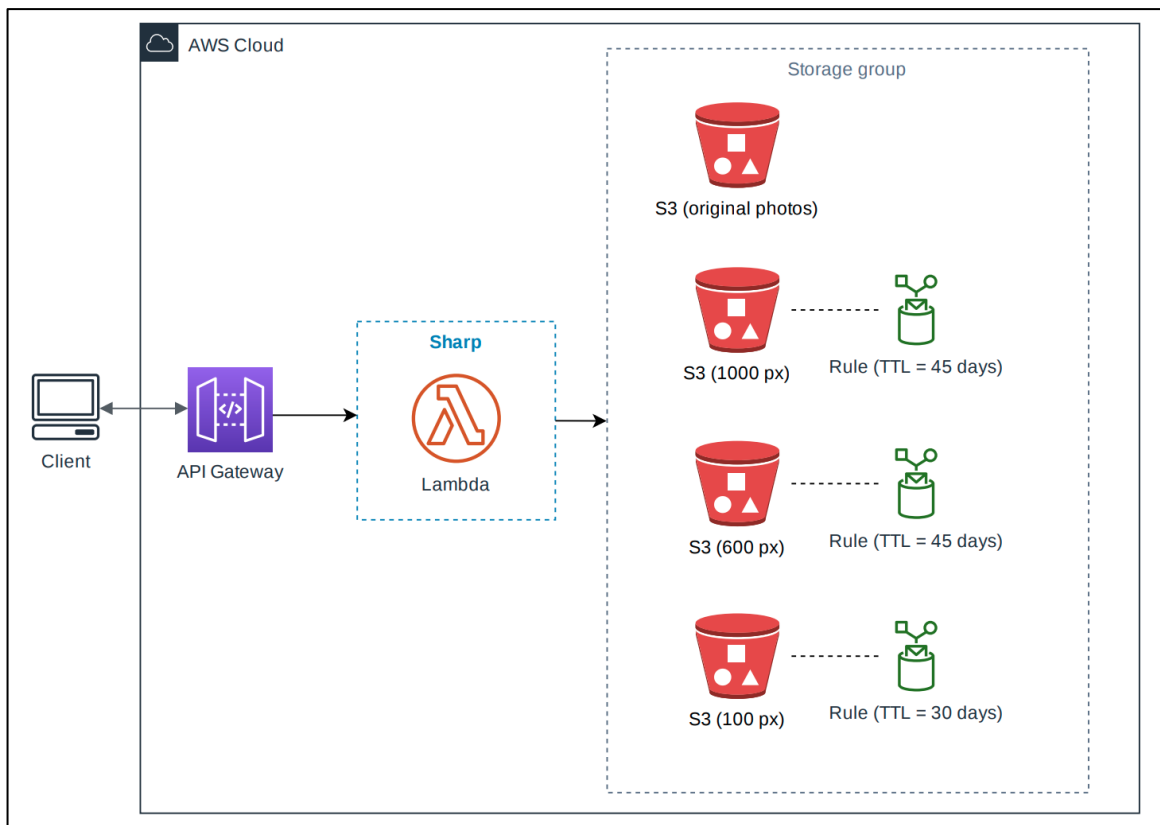 AWS Cloud
Storage group
S3 (original photos)
Sharp
S3 (1000 px)
Rule (TTL = 45 days)
Client
API Gateway
</>
Lambda
S3 (600 px)
Rule (TTL = 45 days)
S3 (100 px)
Rule (TTL = 30 days)